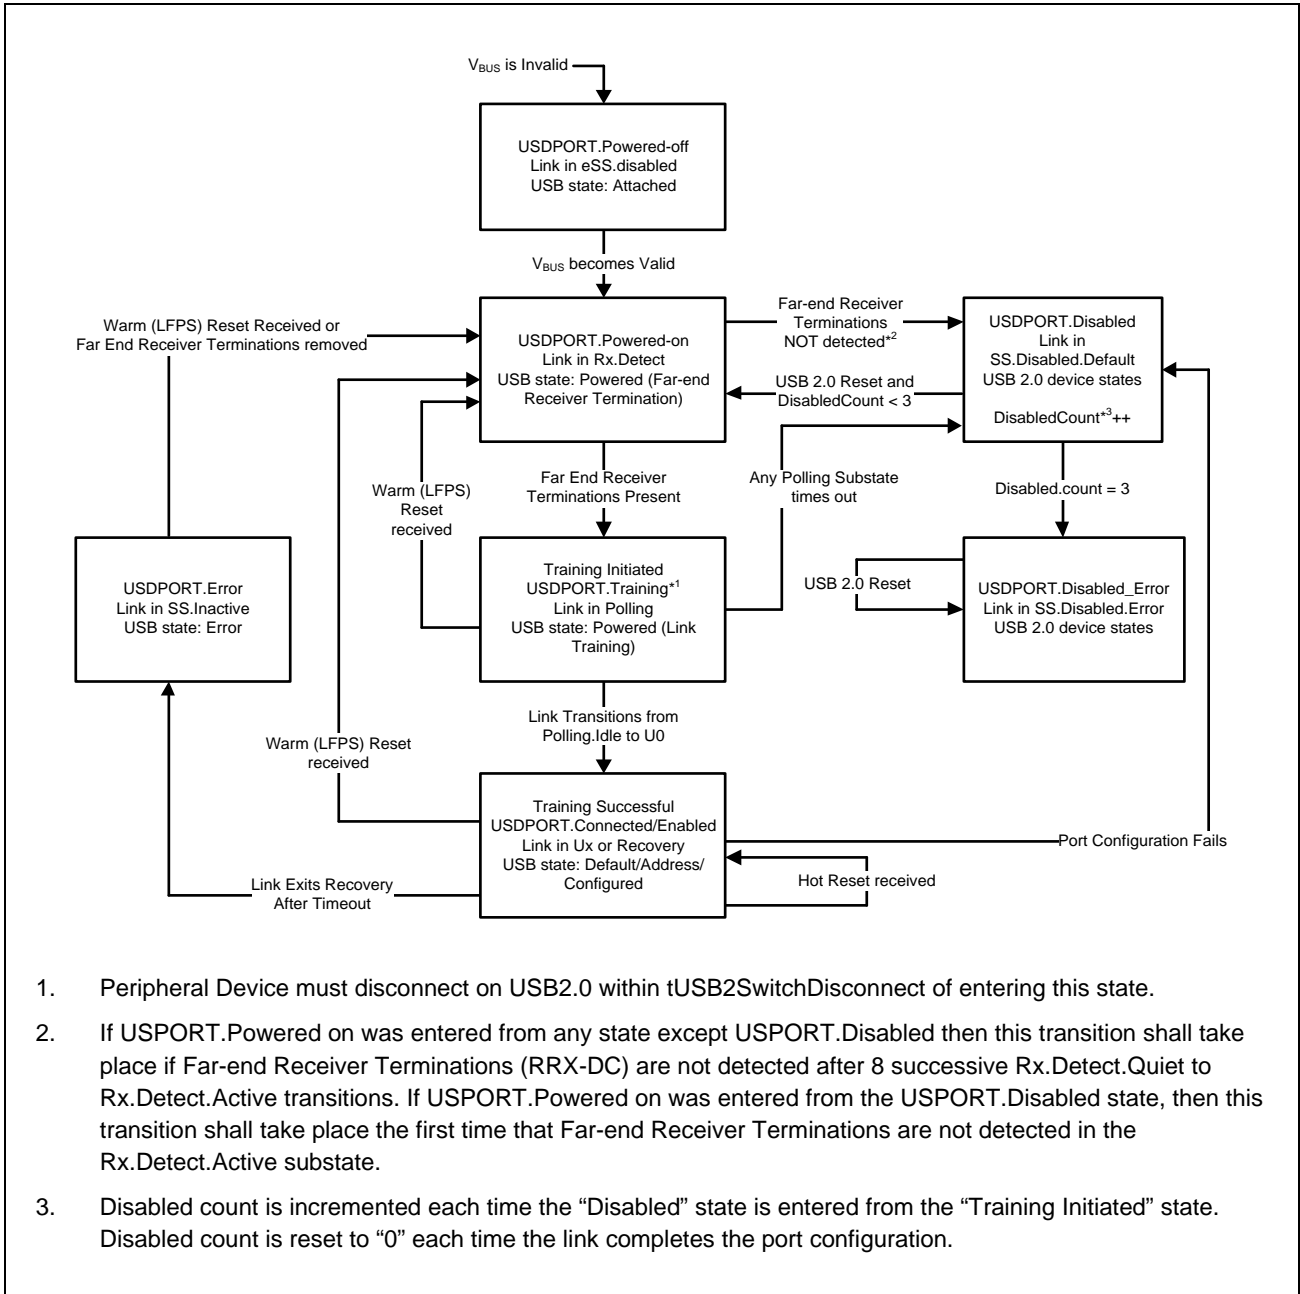 VBUS is Invalid
USDPORT.Powered-off
Link in eSS.disabled
USB state: Attached
VBUS becomes Valid
Warm (LFPS) Reset Received or
Far End Receiver Terminations removed
USDPORT.Powered-on
Link in Rx.Detect
USB state: Powered (Far-end
Receiver Termination)
Far-end Receiver
Terminations
NOT detected*2
USB 2.0 Reset and
DisabledCount < 3
USDPORT.Disabled
Link in
SS.Disabled.Default
USB 2.0 device states
DisabledCount*3++
Warm (LFPS)
Reset
received
Far End Receiver
Terminations Present
Any Polling Substate
times out
Disabled.count = 3
USDPORT.Error
Link in SS.Inactive
USB state: Error
Training Initiated
USDPORT.Training*1
Link in Polling
USB state: Powered (Link
Training)
USB 2.0 Reset
USDPORT.Disabled_Error
Link in SS.Disabled.Error
USB 2.0 device states
Warm (LFPS) Reset
received
Link Transitions from
Polling.Idle to U0
Training Successful
USDPORT.Connected/Enabled
Link in Ux or Recovery
USB state: Default/Address/
Configured
Port Configuration Fails
Hot Reset received
Link Exits Recovery
After Timeout
1. Peripheral Device must disconnect on USB2.0 within tUSB2SwitchDisconnect of entering this state.
2. If USPORT.Powered on was entered from any state except USPORT.Disabled then this transition shall take
place if Far-end Receiver Terminations (RRX-DC) are not detected after 8 successive Rx.Detect.Quiet to
Rx.Detect.Active transitions. If USPORT.Powered on was entered from the USPORT.Disabled state, then this
transition shall take place the first time that Far-end Receiver Terminations are not detected in the
Rx.Detect.Active substate.
3. Disabled count is incremented each time the “Disabled” state is entered from the “Training Initiated” state.
Disabled count is reset to “0” each time the link completes the port configuration.